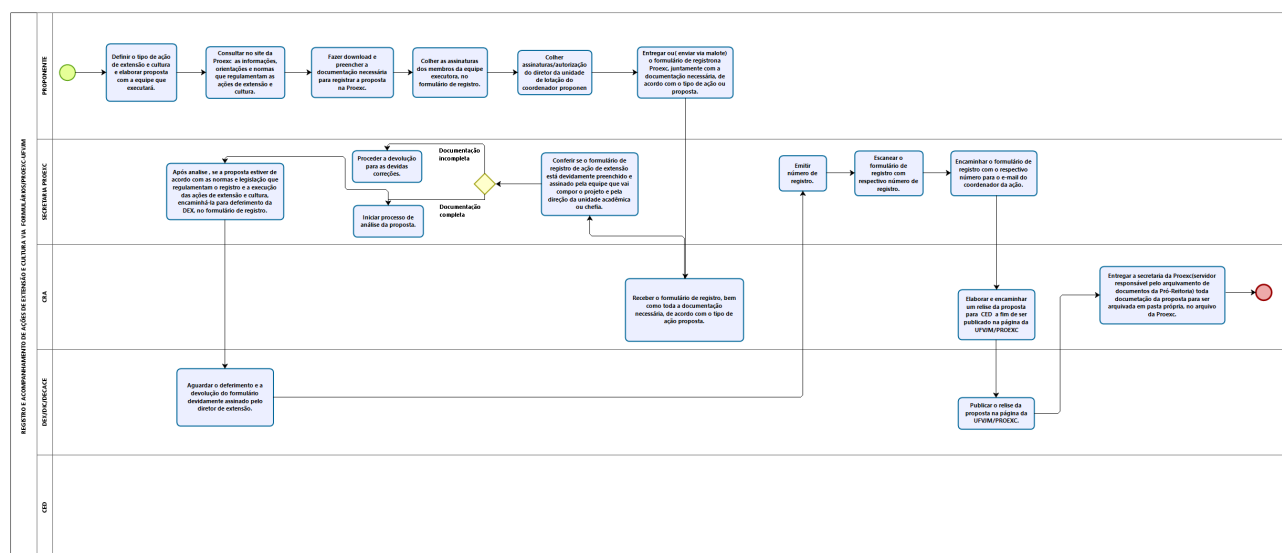 REGISTRO E ACOMPANHAMENTO DE AÇÕES DE EXTENSÃO E CULTURA VIA FORMULÁRIOS/PROEXC-UFVJM
PROPONENTE
Definir o tipo de ação
de extensão e cultura
e elaborar proposta
com a equipe que
executará.
Consultar no site da
Proexc as informações,
orientações e normas
que regulamentam as
ações de extensão e
cultura.
Fazer download e
preencher a
documentação necessária
para registrar a proposta
na Proexc.
Colher as assinaturas
dos membros da equipe
executora, no
formulário de registro.
Colher
assinaturas/autorização
do diretor da unidade
de lotação do
coordenador proponen
Entregar ou( enviar via malote)
o formulário de registrona
Proexc, juntamente com a
documentação necessária, de
acordo com o tipo de ação ou
proposta.
SECRETARIA PROEXC
Após analise , se a proposta estiver de
acordo com as normas e legislação que
regulamentam o registro e a execução
das ações de extensão e cultura,
encaminhá-la para deferimento da
DEX, no formulário de registro.
Proceder a devolução
para as devidas
correções.
Documentação
incompleta
Iniciar processo de
análise da proposta.
Documentação
completa
Conferir se o formulário de
registro de ação de extensão
está devidamente preenchido e
assinado pela equipe que vai
compor o projeto e pela
direção da unidade acadêmica
ou chefia.
Emitir
número de
registro.
Escanear o
formulário de
registro com
respectivo número
de registro.
Encaminhar o formulário de
registro com o respectivo
número para o e-mail do
coordenador da ação.
CRA
Receber o formulário de registro, bem
como toda a documentação
necessária, de acordo com o tipo de
ação proposta.
Elaborar e encaminhar
um relise da proposta
para CED a fim de ser
publicado na página da
UFVJM/PROEXC
Entregar a secretaria da Proexc(servidor
responsável pelo arquivamento de
documentos da Pró-Reitoria) toda
documetação da proposta para ser
arquivada em pasta própria, no arquivo
da Proexc.
DEX/DIC/DECACE
Aguardar o deferimento e a
devolução do formulário
devidamente assinado pelo
diretor de extensão.
Publicar o relise da
proposta na página da
UFVJM/PROEXC.
CED